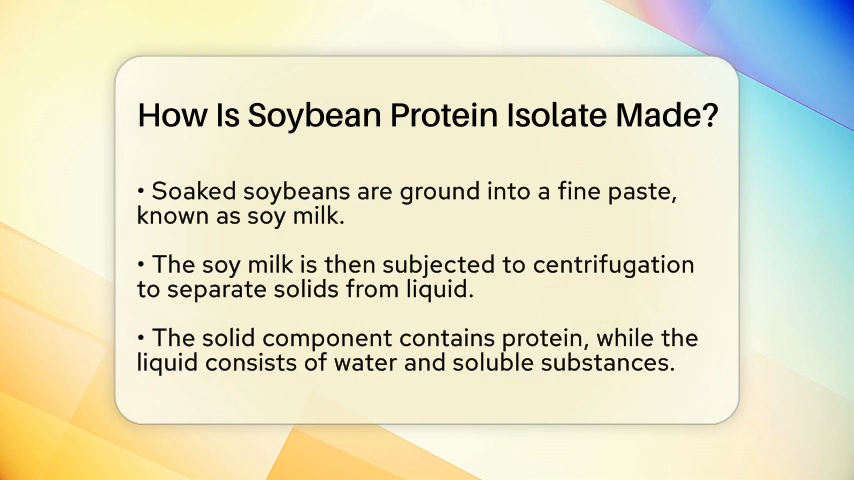 How Is Soybean Protein Isolate Made?
• Soaked soybeans are ground into a fine paste,
known as soy milk.
• The soy milk is then subjected to centrifugation
to separate solids from liquid.
• The solid component contains protein, while the
liquid consists of water and soluble substances.